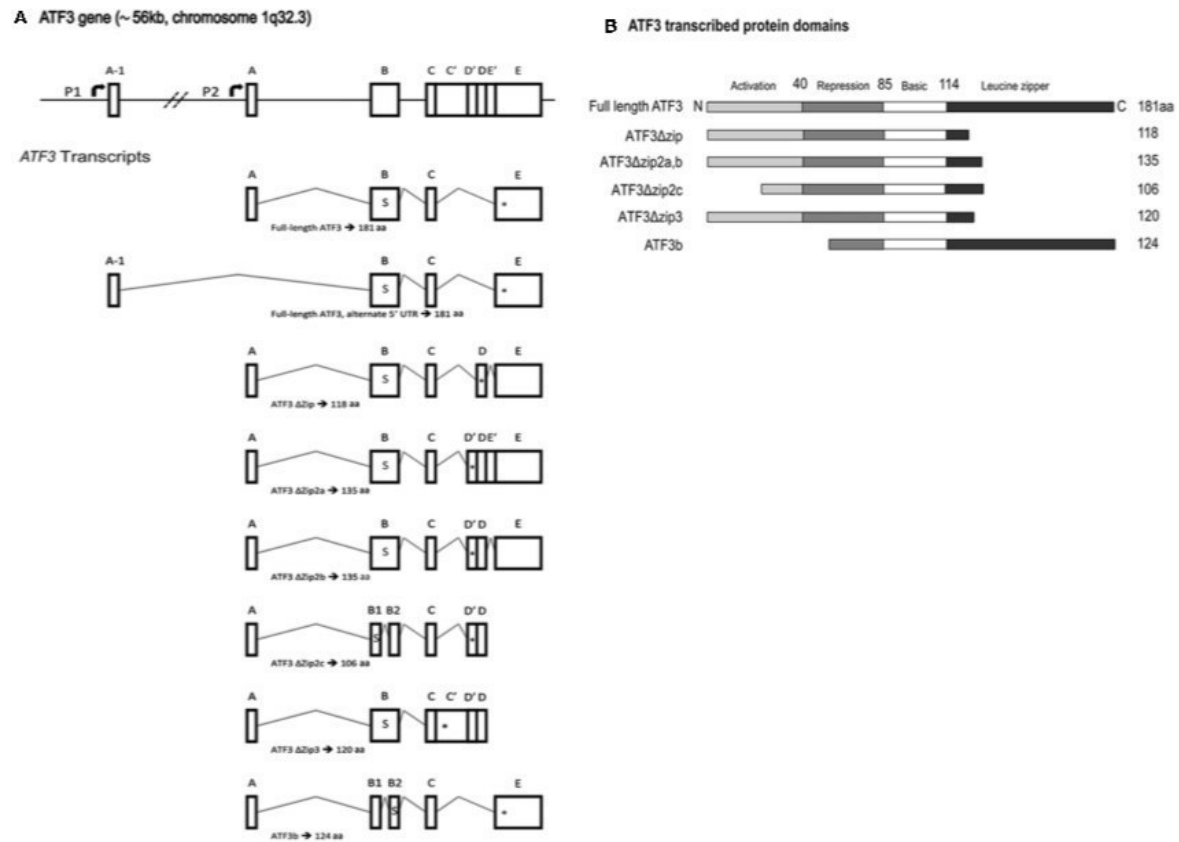 A ATF3 gene (~ 56kb, chromosome 1q32.3)
A-1 A B C C' D' D E' E
P1 P2
ATF3 Transcripts
A B C E
S *
Full-length ATF3 ➔ 181 aa
A-1 B C E
S *
Full-length ATF3, alternate 5' UTR ➔ 181 aa
A B C D E
S *
ATF3 ΔZip ➔ 118 aa
A B C D' D E' E
S *
ATF3 ΔZip2a ➔ 135 aa
A B C D' D E
S *
ATF3 ΔZip2b ➔ 135 aa
A B1 B2 C D' D
S *
ATF3 ΔZip2c ➔ 106 aa
A B C C' D' D
S *
ATF3 ΔZip3 ➔ 120 aa
A B1 B2 C E
S *
ATF3b ➔ 124 aa
B ATF3 transcribed protein domains
Activation 40 Repression 85 Basic 114 Leucine zipper
Full length ATF3 N C 181aa
ATF3Δzip 118
ATF3Δzip2a,b 135
ATF3Δzip2c 106
ATF3Δzip3 120
ATF3b 124